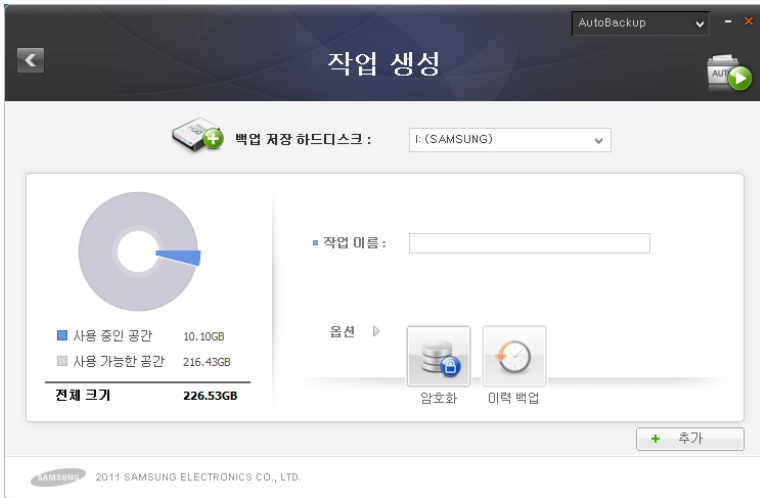 AutoBackup
작업 생성
AUTO
백업 저장 하드디스크 : I: (SAMSUNG)
작업 이름 :
사용 중인 공간 10.10GB
사용 가능한 공간 216.43GB
전체 크기 226.53GB
옵션
암호화 이력 백업
+ 추가
SAMSUNG 2011 SAMSUNG ELECTRONICS CO., LTD.